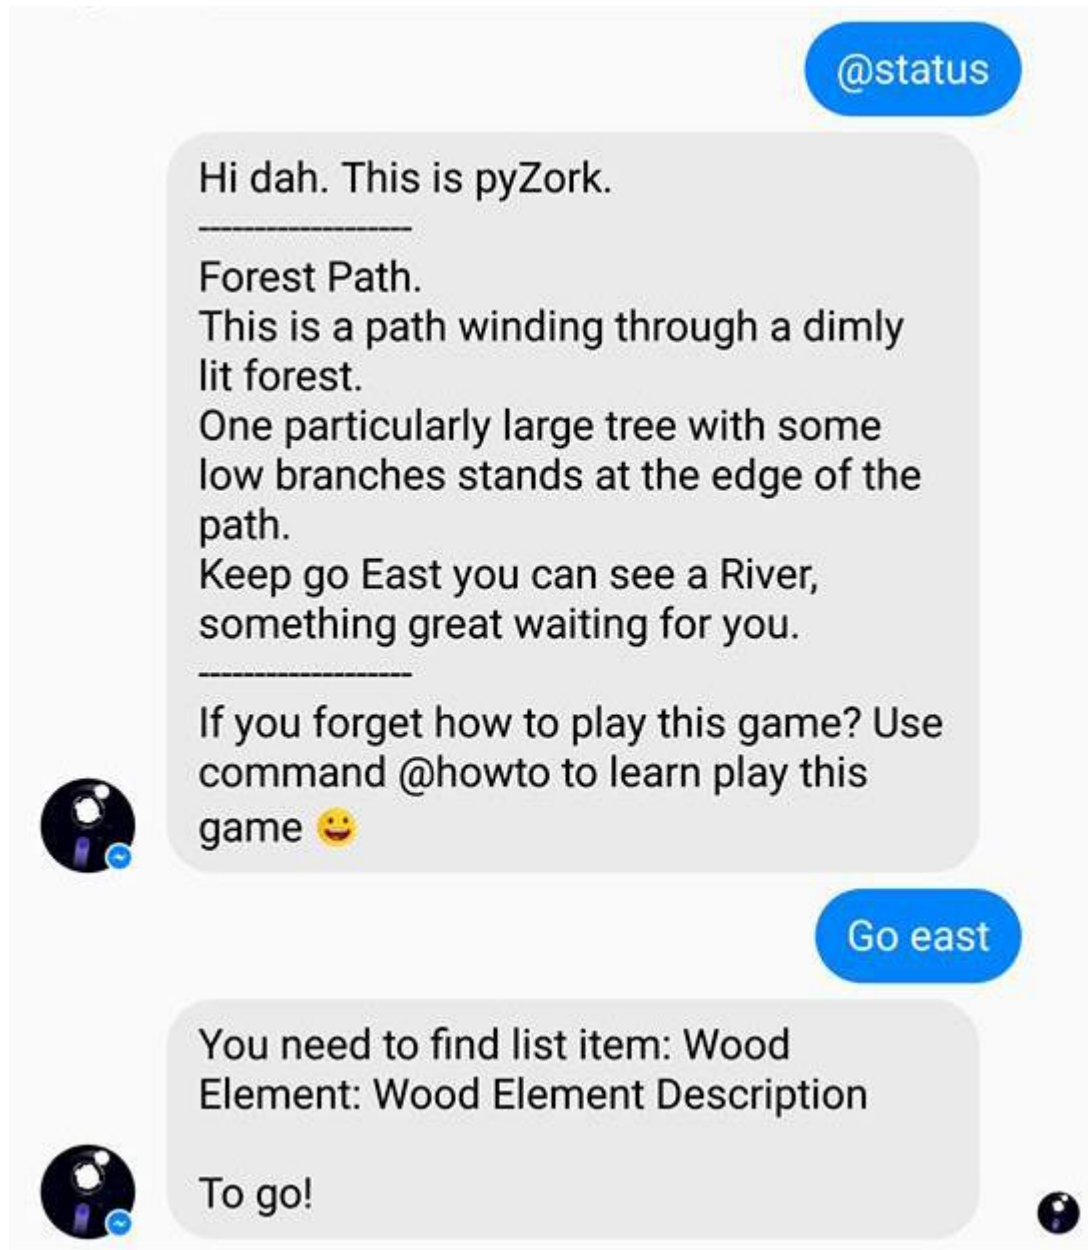 @status
Hi dah. This is pyZork.
-------------------
Forest Path.
This is a path winding through a dimly
lit forest.
One particularly large tree with some
low branches stands at the edge of the
path.
Keep go East you can see a River,
something great waiting for you.
-------------------
If you forget how to play this game? Use
command @howto to learn play this
game 😀
Go east
You need to find list item: Wood
Element: Wood Element Description
To go!